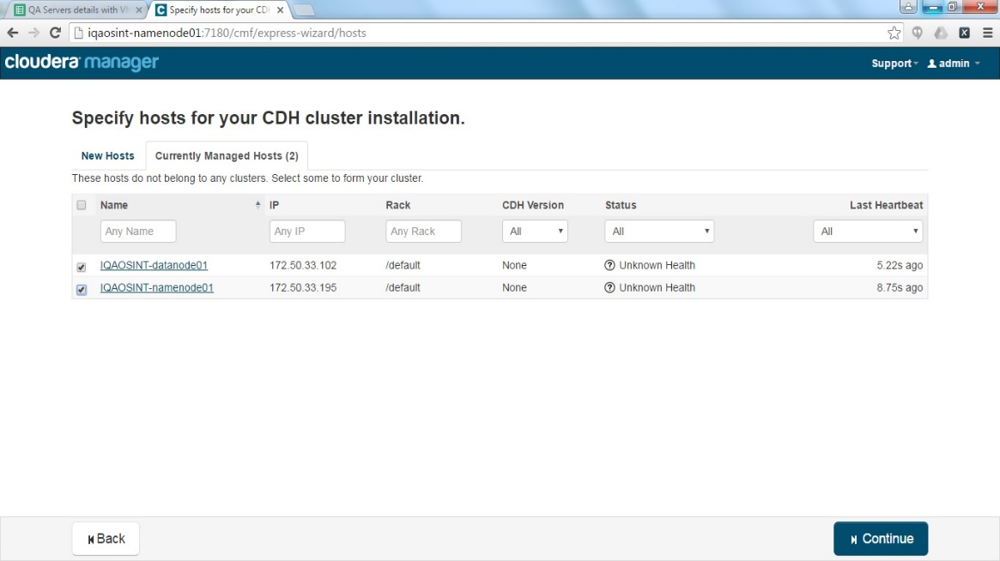 QA Servers details with VM
Specify hosts for your CDH
iqaosint-namenode01:7180/cmf/express-wizard/hosts
cloudera manager
Support
admin
Specify hosts for your CDH cluster installation.
New Hosts
Currently Managed Hosts (2)
These hosts do not belong to any clusters. Select some to form your cluster.
Name IP Rack CDH Version Status Last Heartbeat
Any Name Any IP Any Rack All All All
IQAOSINT-datanode01 172.50.33.102 /default None Unknown Health 5.22s ago
IQAOSINT-namenode01 172.50.33.195 /default None Unknown Health 8.75s ago
Back
Continue